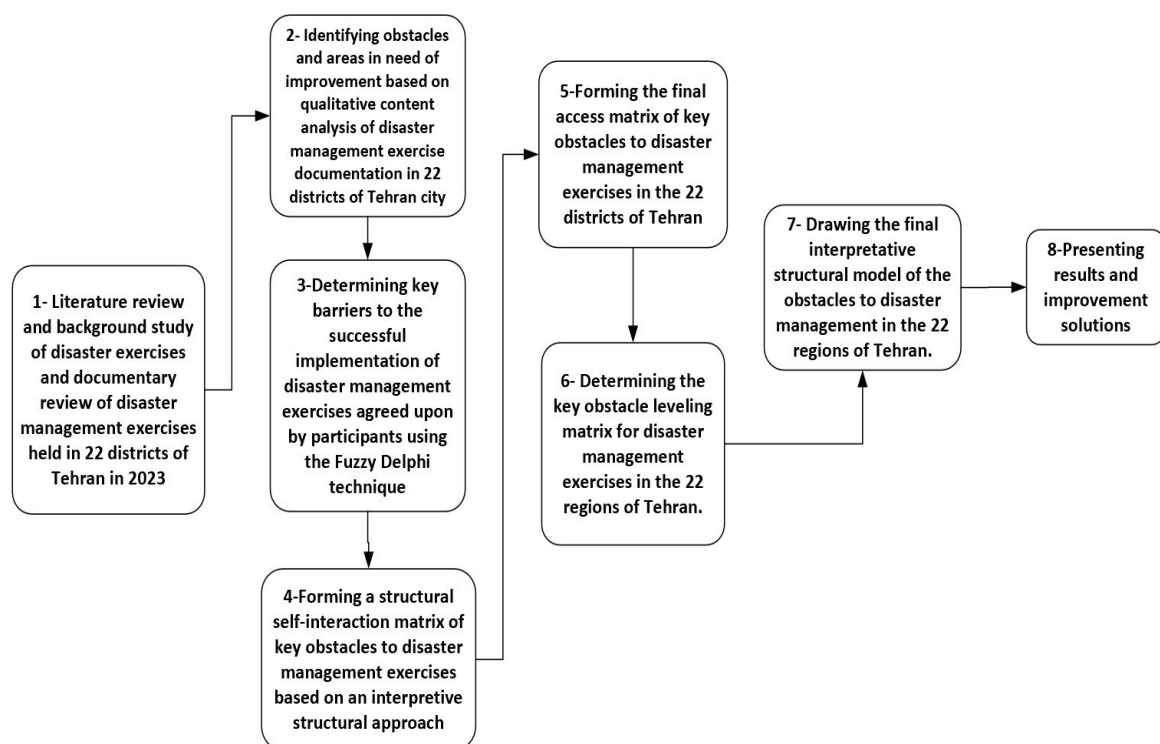 1- Literature review
and background study
of disaster exercises
and documentary
review of disaster
management exercises
held in 22 districts of
Tehran in 2023
2- Identifying obstacles
and areas in need of
improvement based on
qualitative content
analysis of disaster
management exercise
documentation in 22
districts of Tehran city
3-Determining key
barriers to the
successful
implementation of
disaster management
exercises agreed upon
by participants using
the Fuzzy Delphi
technique
4-Forming a structural
self-interaction matrix of
key obstacles to disaster
management exercises
based on an interpretive
structural approach
5-Forming the final
access matrix of key
obstacles to disaster
management
exercises in the 22
districts of Tehran
6- Determining the
key obstacle leveling
matrix for disaster
management
exercises in the 22
regions of Tehran.
7- Drawing the final
interpretative
structural model of the
obstacles to disaster
management in the 22
regions of Tehran.
8-Presenting
results and
improvement
solutions